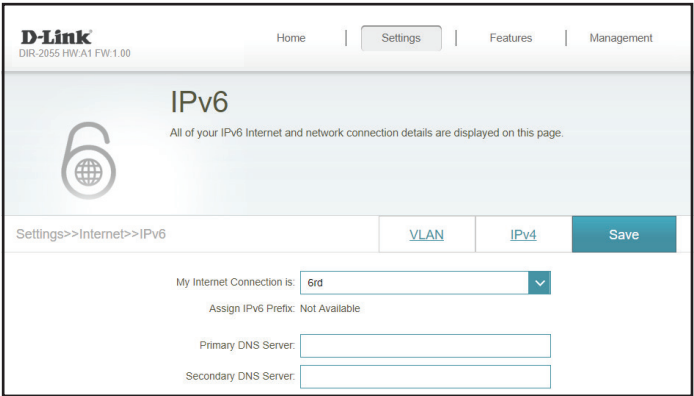 D-Link
DIR-2055 HW:A1 FW:1.00
Home | Settings | Features | Management
IPv6
All of your IPv6 Internet and network connection details are displayed on this page.
Settings>>Internet>>IPv6
VLAN
IPv4
Save
My Internet Connection is: 6rd
Assign IPv6 Prefix: Not Available
Primary DNS Server:
Secondary DNS Server: